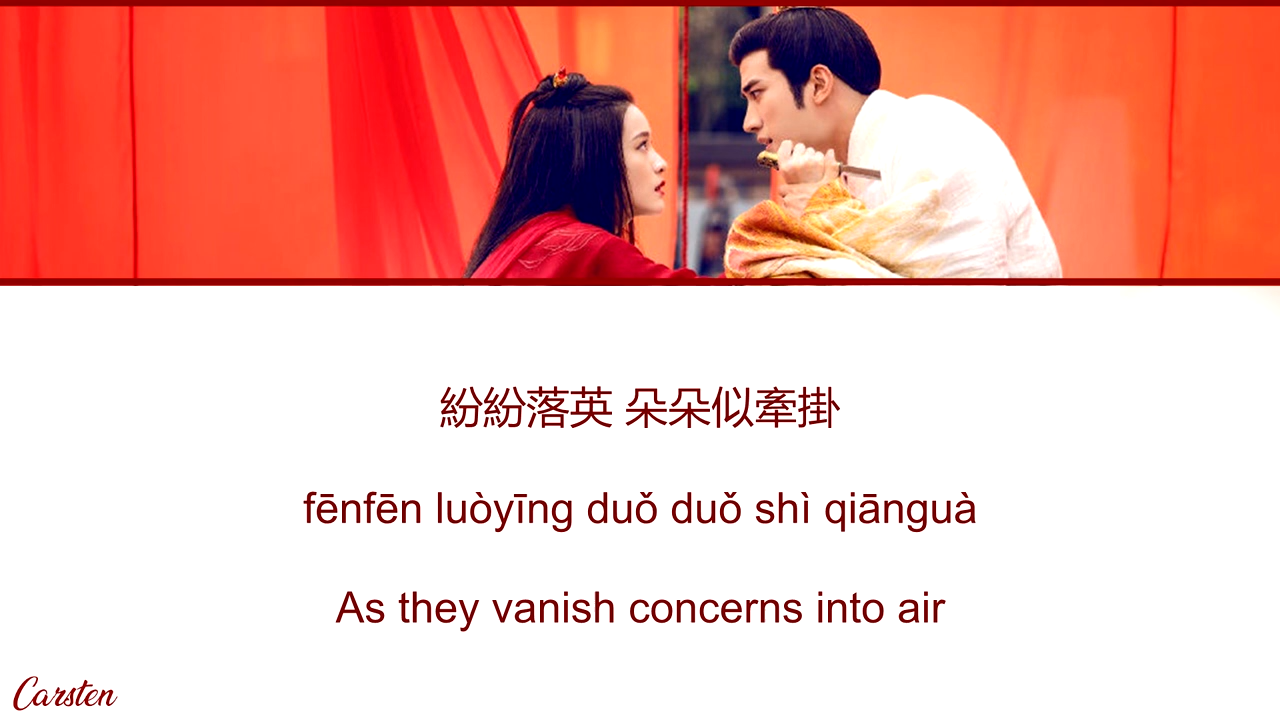 紛紛落英 朵朵似牽掛
fēnfēn luòyīng duǒ duǒ shì qiānguà
As they vanish concerns into air
Carsten